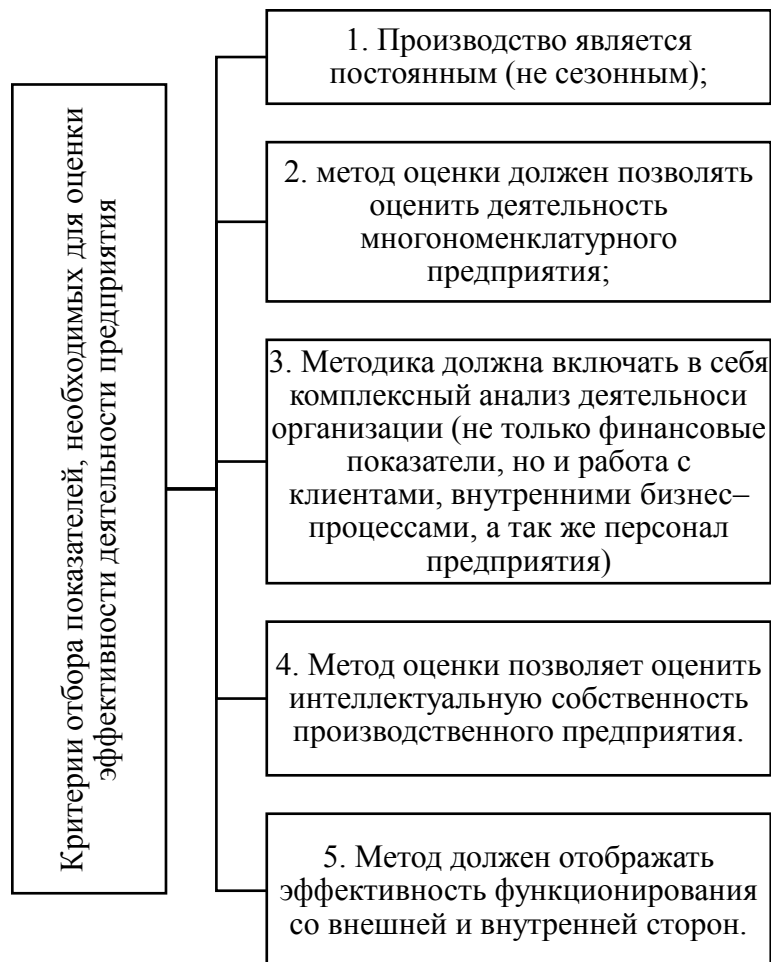 Критерии отбора показателей, необходимых для оценки
эффективности деятельности предприятия
1. Производство является
постоянным (не сезонным);
2. метод оценки должен позволять
оценить деятельность
многономенклатурного
предприятия;
3. Методика должна включать в себя
комплексный анализ деятельноси
организации (не только финансовые
показатели, но и работа с
клиентами, внутренними бизнес–
процессами, а так же персонал
предприятия)
4. Метод оценки позволяет оценить
интеллектуальную собственность
производственного предприятия.
5. Метод должен отображать
эффективность функционирования
со внешней и внутренней сторон.